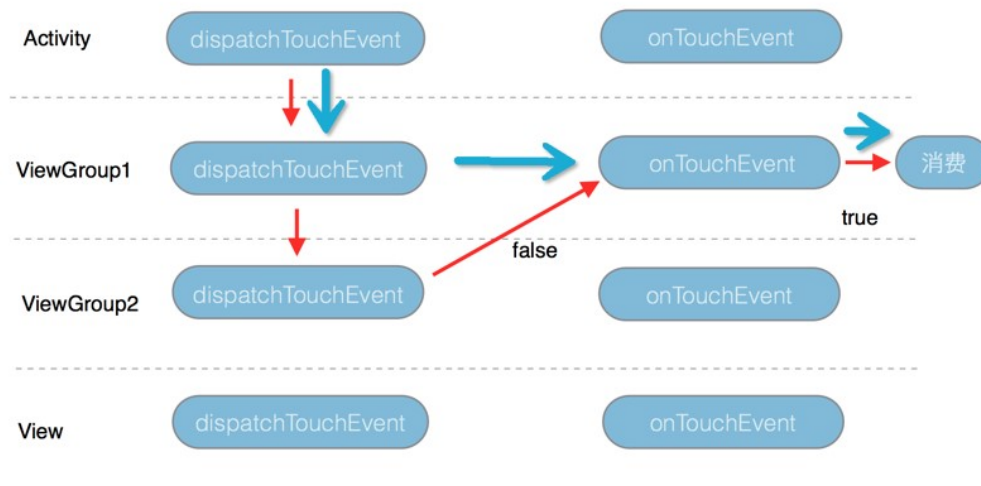 Activity
dispatchTouchEvent
onTouchEvent
ViewGroup1
dispatchTouchEvent
onTouchEvent
消费
true
false
ViewGroup2
dispatchTouchEvent
onTouchEvent
View
dispatchTouchEvent
onTouchEvent